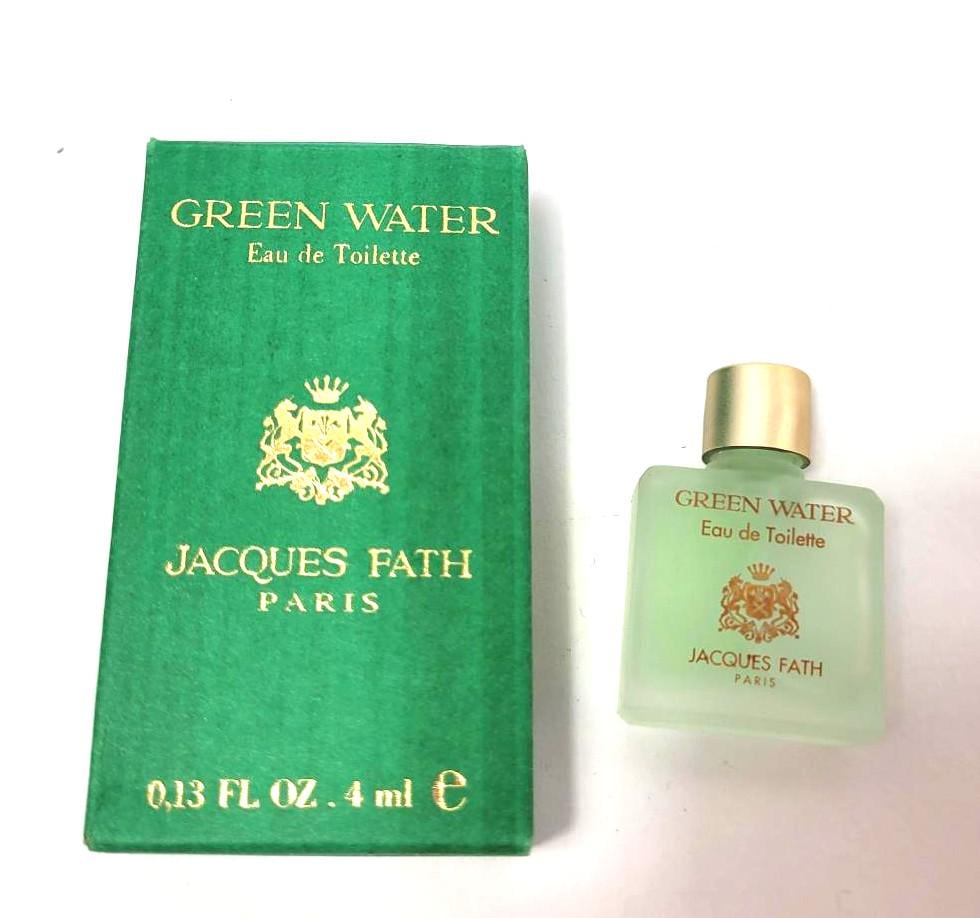 GREEN WATER
Eau de Toilette
JACQUES FATH
PARIS
0,13 FL OZ . 4 ml e
GREEN WATER
Eau de Toilette
JACQUES FATH
PARIS